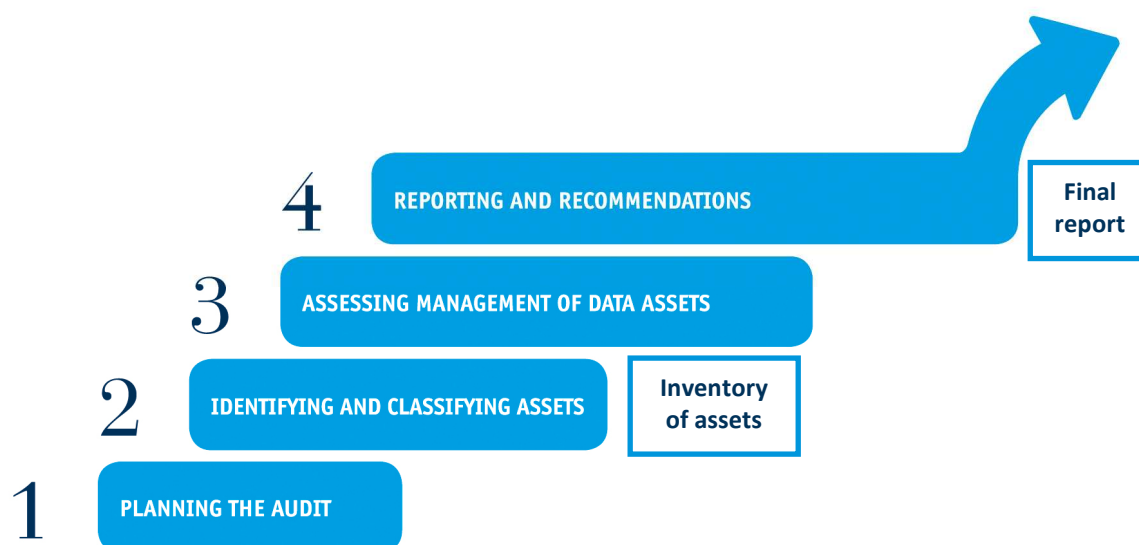 4
REPORTING AND RECOMMENDATIONS
Final
report
3
ASSESSING MANAGEMENT OF DATA ASSETS
2
IDENTIFYING AND CLASSIFYING ASSETS
Inventory
of assets
1
PLANNING THE AUDIT